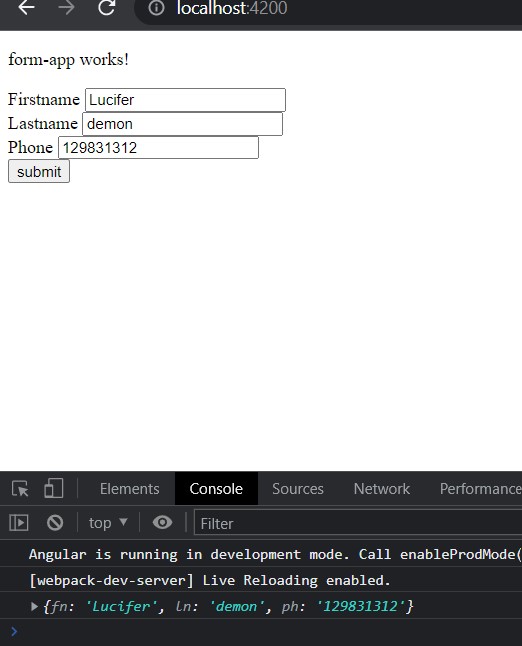 localhost:4200
form-app works!
Firstname Lucifer
Lastname demon
Phone 129831312
submit
Elements Console Sources Network Performance
top Filter
Angular is running in development mode. Call enableProdMode(
[webpack-dev-server] Live Reloading enabled.
{fn: 'Lucifer', ln: 'demon', ph: '129831312'}